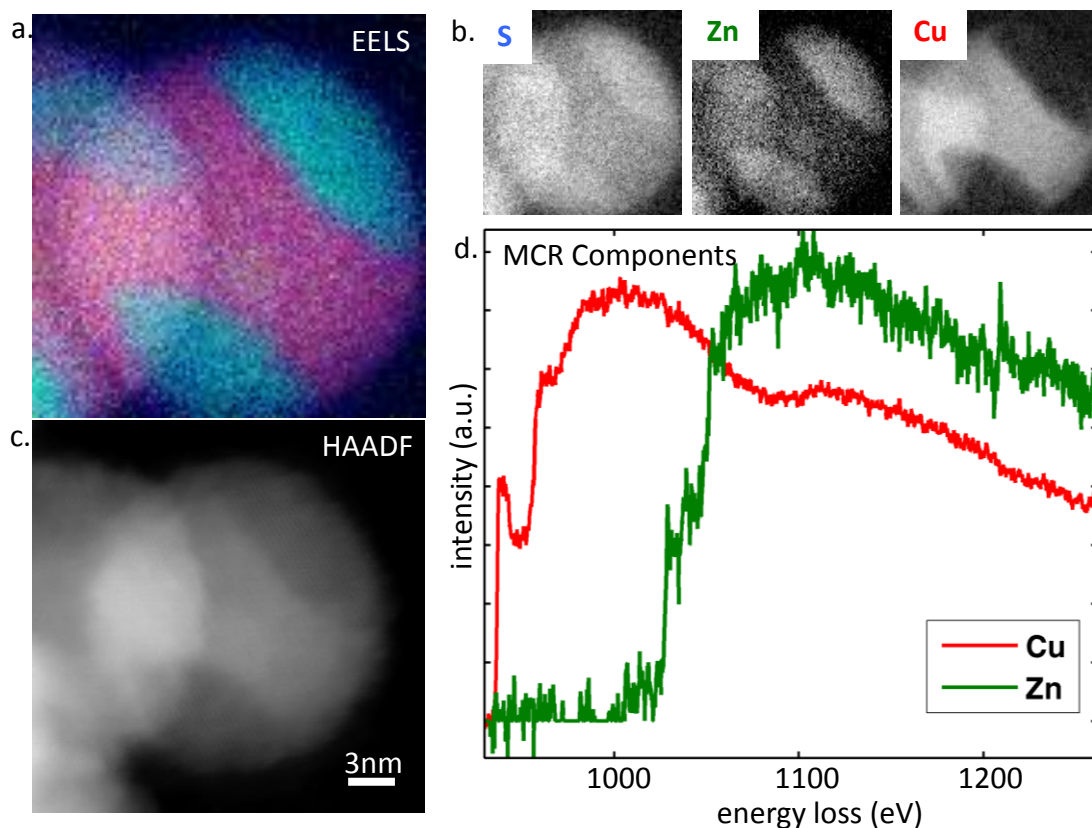 a.
EELS
b.
S
Zn
Cu
c.
HAADF
3nm
d.
MCR Components
intensity (a.u.)
Cu
Zn
1000
1100
1200
energy loss (eV)